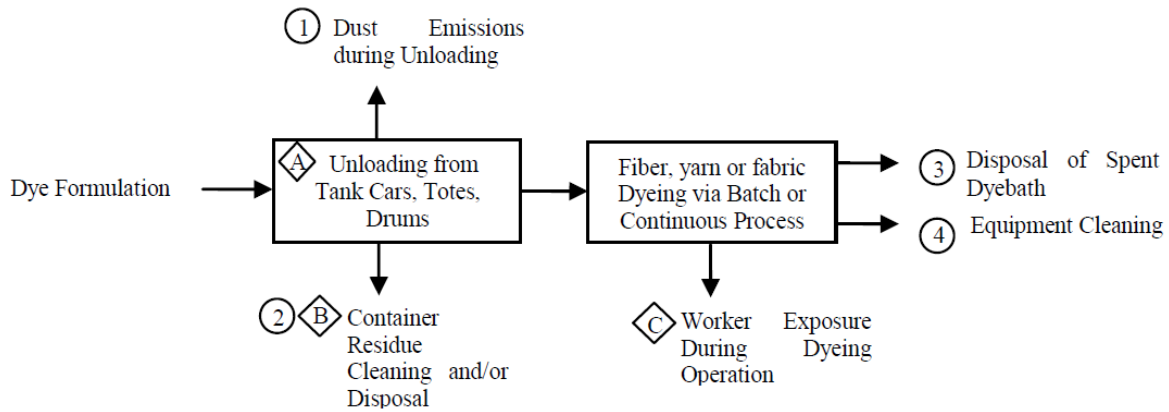 1 Dust Emissions
during Unloading
Dye Formulation
A Unloading from
Tank Cars, Totes,
Drums
Fiber, yarn or fabric
Dyeing via Batch or
Continuous Process
3 Disposal of Spent
Dyebath
4 Equipment Cleaning
2 B Container
Residue
Cleaning and/or
Disposal
C Worker Exposure
During Dyeing
Operation